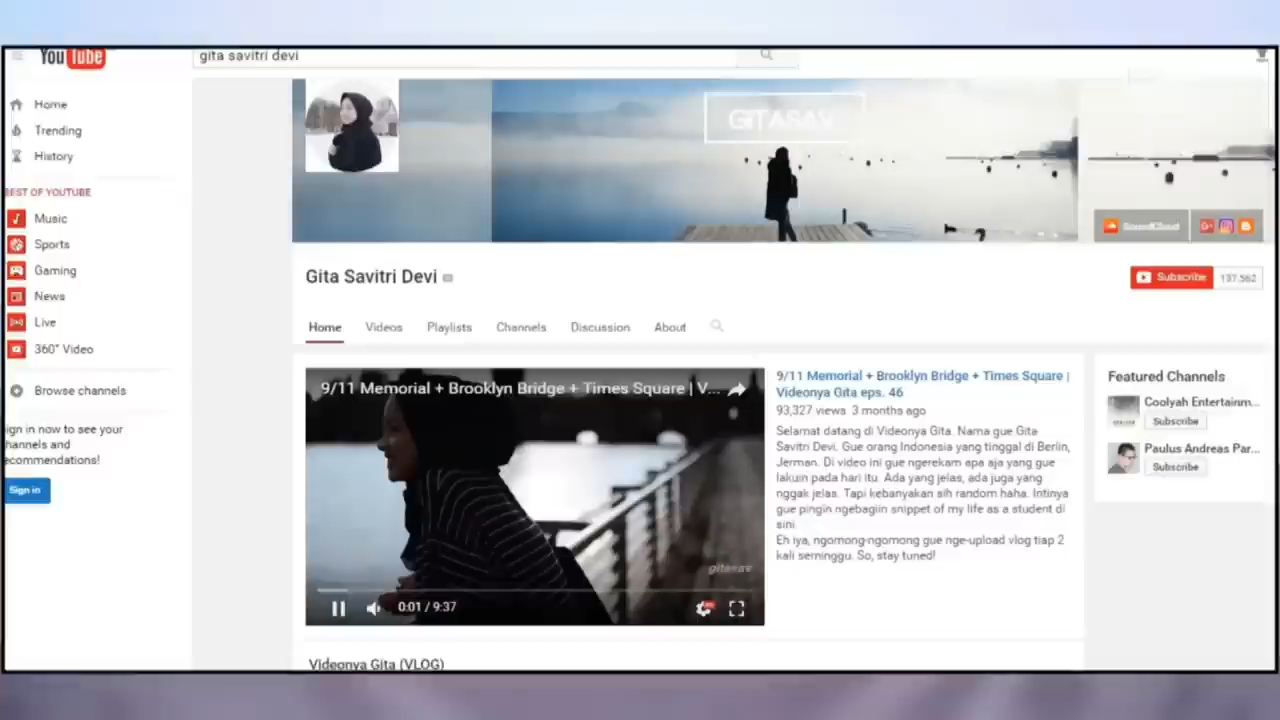 YouTube
gita savitri devi
Home
Trending
History
BEST OF YOUTUBE
Music
Sports
Gaming
News
Live
360° Video
Browse channels
ign in now to see your
hannels and
ecommendations!
Sign in
GITASAV
SoundCloud
Gita Savitri Devi
Subscribe 137.562
Home Videos Playlists Channels Discussion About
9/11 Memorial + Brooklyn Bridge + Times Square | V...
gitasav
0:01 / 9:37
9/11 Memorial + Brooklyn Bridge + Times Square |
Videonya Gita eps. 46
93,327 views 3 months ago
Selamat datang di Videonya Gita. Nama gue Gita
Savitri Devi. Gue orang Indonesia yang tinggal di Berlin,
Jerman. Di video ini gue ngerekam apa aja yang gue
lakuin pada hari itu. Ada yang jelas, ada juga yang
nggak jelas. Tapi kebanyakan sih random haha. Intinya
gue pingin ngebagiin snippet of my life as a student di
sini.
Eh iya, ngomong-ngomong gue nge-upload vlog tiap 2
kali seminggu. So, stay tuned!
Featured Channels
Coolyah Entertainm...
Subscribe
Paulus Andreas Par...
Subscribe
Videonya Gita (VLOG)